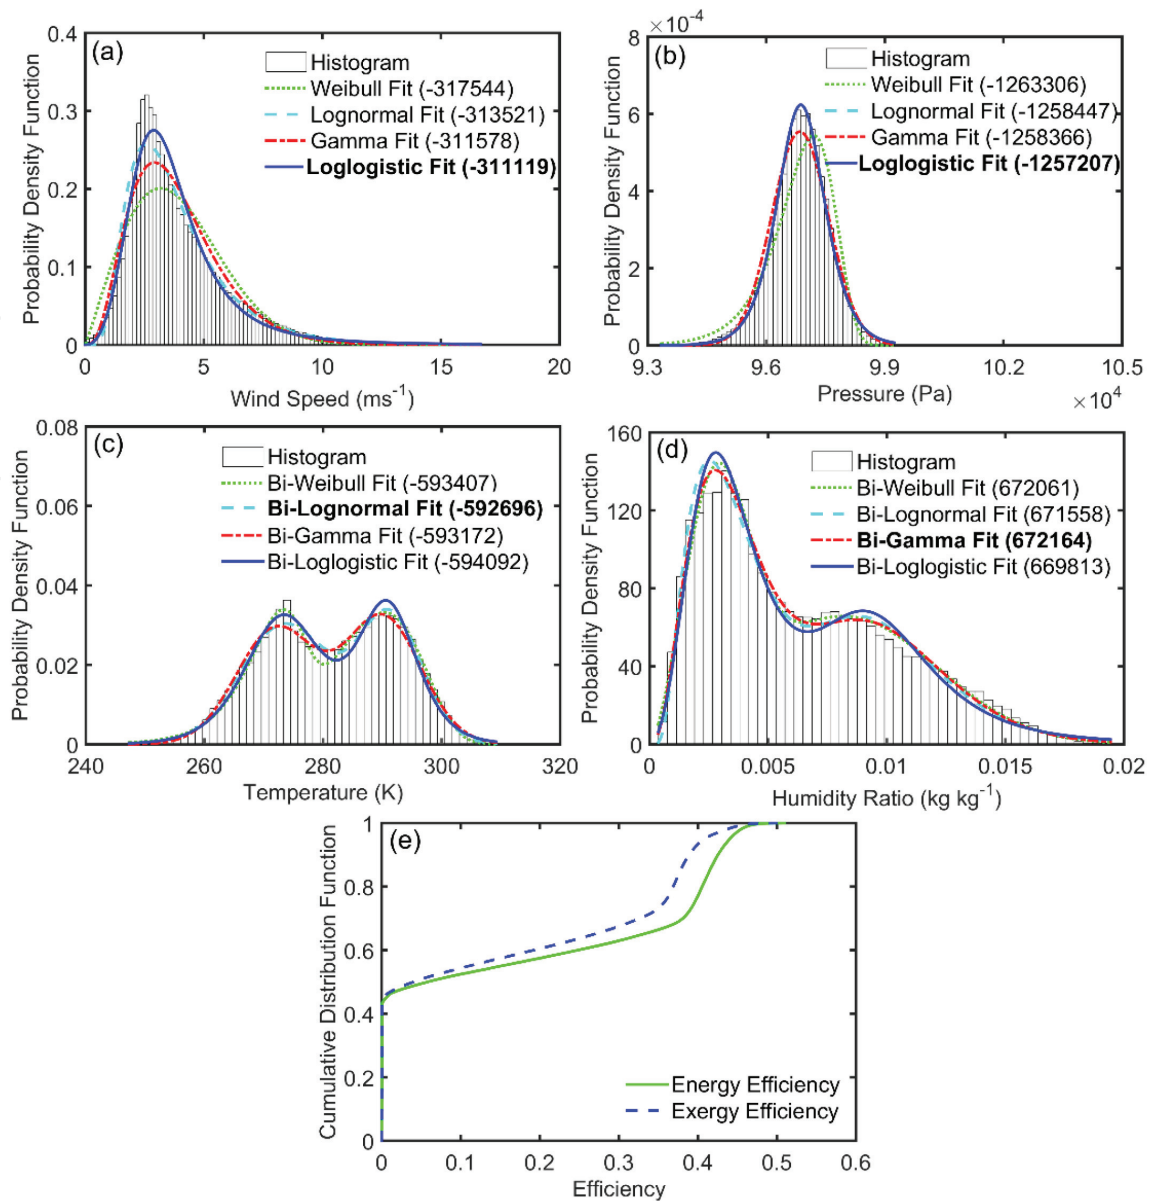 (a)
0.4
0.3
0.2
0.1
0
Probability Density Function
Histogram
Weibull Fit (-317544)
Lognormal Fit (-313521)
Gamma Fit (-311578)
Loglogistic Fit (-311119)
0 5 10 15 20
Wind Speed (ms-1)
×10-4
(b)
8
6
4
2
0
Probability Density Function
Histogram
Weibull Fit (-1263306)
Lognormal Fit (-1258447)
Gamma Fit (-1258366)
Loglogistic Fit (-1257207)
9.3 9.6 9.9 10.2 10.5
Pressure (Pa)
×10 4
(c)
0.08
0.06
0.04
0.02
0
Probability Density Function
Histogram
Bi-Weibull Fit (-593407)
Bi-Lognormal Fit (-592696)
Bi-Gamma Fit (-593172)
Bi-Loglogistic Fit (-594092)
240 260 280 300 320
Temperature (K)
(d)
160
120
80
40
0
Probability Density Function
Histogram
Bi-Weibull Fit (672061)
Bi-Lognormal Fit (671558)
Bi-Gamma Fit (672164)
Bi-Loglogistic Fit (669813)
0 0.005 0.01 0.015 0.02
Humidity Ratio (kg kg-1)
(e)
1
0.8
0.6
0.4
0.2
0
Cumulative Distribution Function
Energy Efficiency
Exergy Efficiency
0 0.1 0.2 0.3 0.4 0.5 0.6
Efficiency